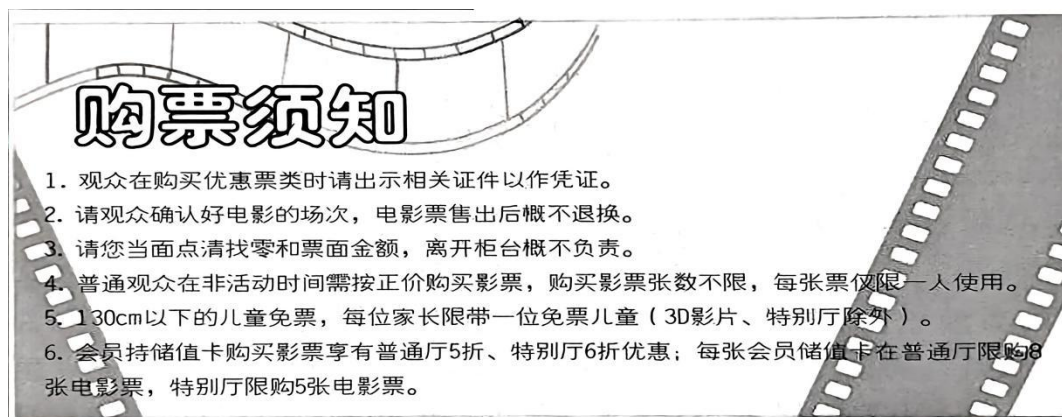 购票须知
1. 观众在购买优惠票类时请出示相关证件以作凭证。
2. 请观众确认好电影的场次，电影票售出后概不退换。
3. 请您当面点清找零和票面金额，离开柜台概不负责。
4. 普通观众在非活动时间需按正价购买影票，购买影票张数不限，每张票仅限一人使用。
5. 130cm以下的儿童免票，每位家长限带一位免票儿童（3D影片、特别厅除外）。
6. 会员持储值卡购买影票享有普通厅5折、特别厅6折优惠；每张会员储值卡在普通厅限购8
张电影票，特别厅限购5张电影票。